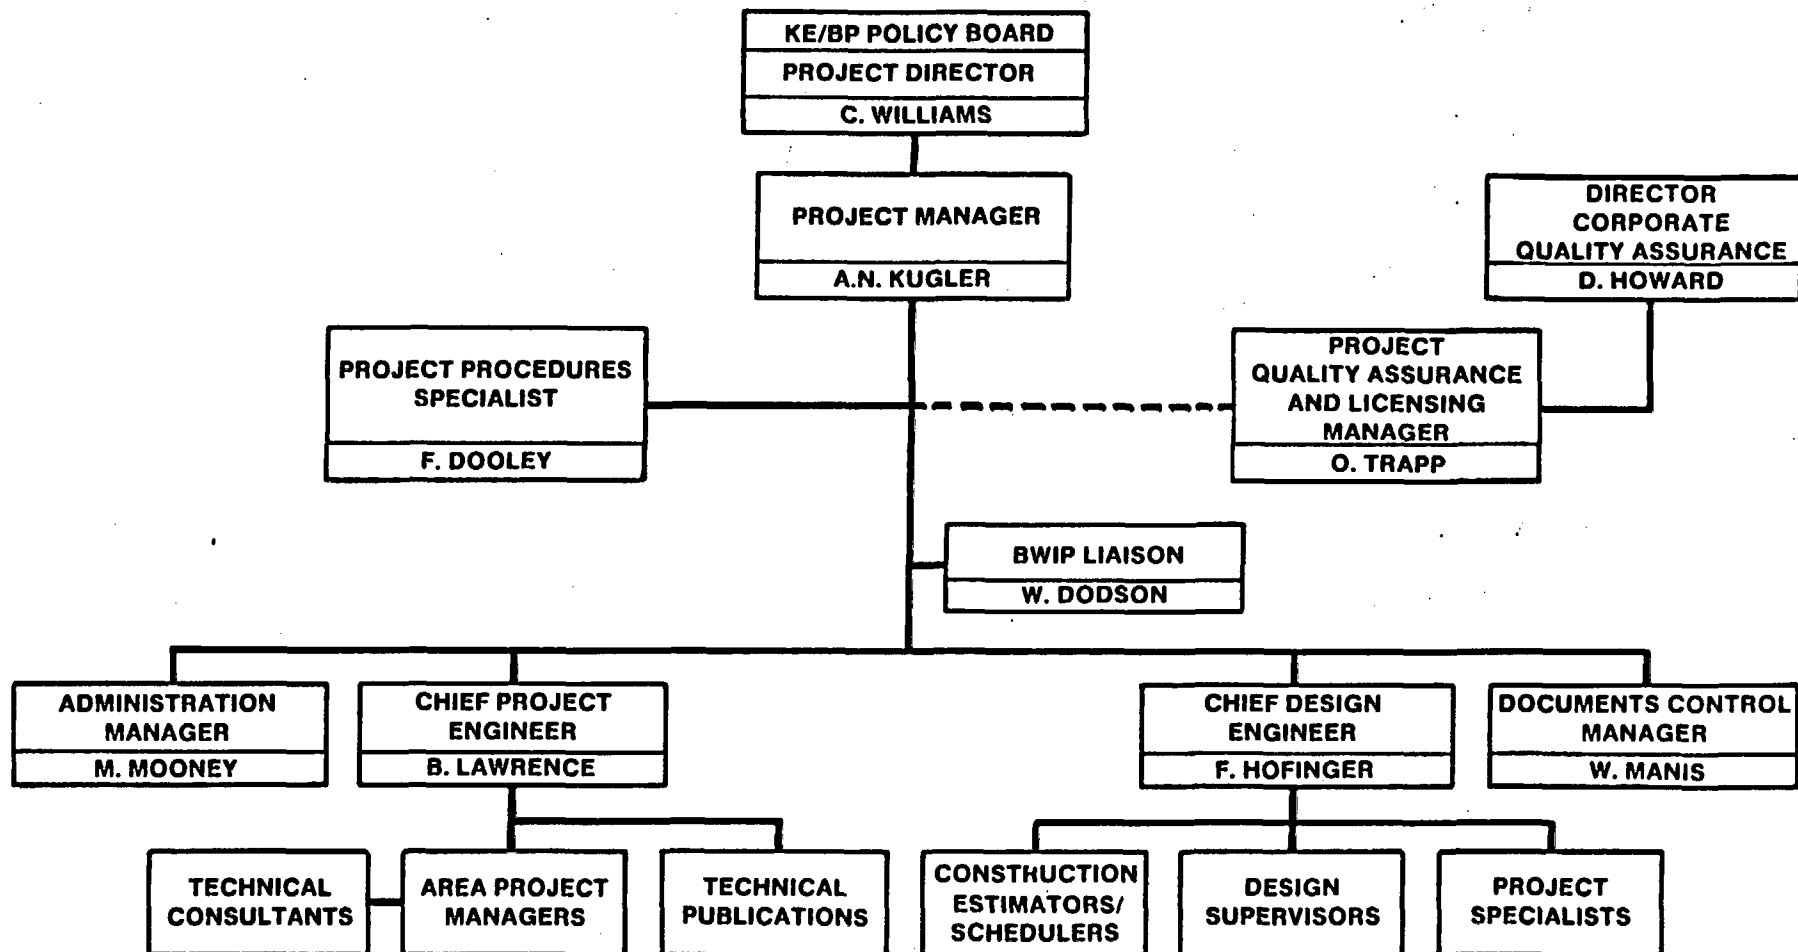 KE/BP POLICY BOARD
PROJECT DIRECTOR
C. WILLIAMS
PROJECT MANAGER
A.N. KUGLER
DIRECTOR
CORPORATE
QUALITY ASSURANCE
D. HOWARD
PROJECT PROCEDURES
SPECIALIST
F. DOOLEY
PROJECT
QUALITY ASSURANCE
AND LICENSING
MANAGER
O. TRAPP
BWIP LIAISON
W. DODSON
ADMINISTRATION
MANAGER
M. MOONEY
CHIEF PROJECT
ENGINEER
B. LAWRENCE
CHIEF DESIGN
ENGINEER
F. HOFINGER
DOCUMENTS CONTROL
MANAGER
W. MANIS
TECHNICAL
CONSULTANTS
AREA PROJECT
MANAGERS
TECHNICAL
PUBLICATIONS
CONSTRUCTION
ESTIMATORS/
SCHEDULERS
DESIGN
SUPERVISORS
PROJECT
SPECIALISTS